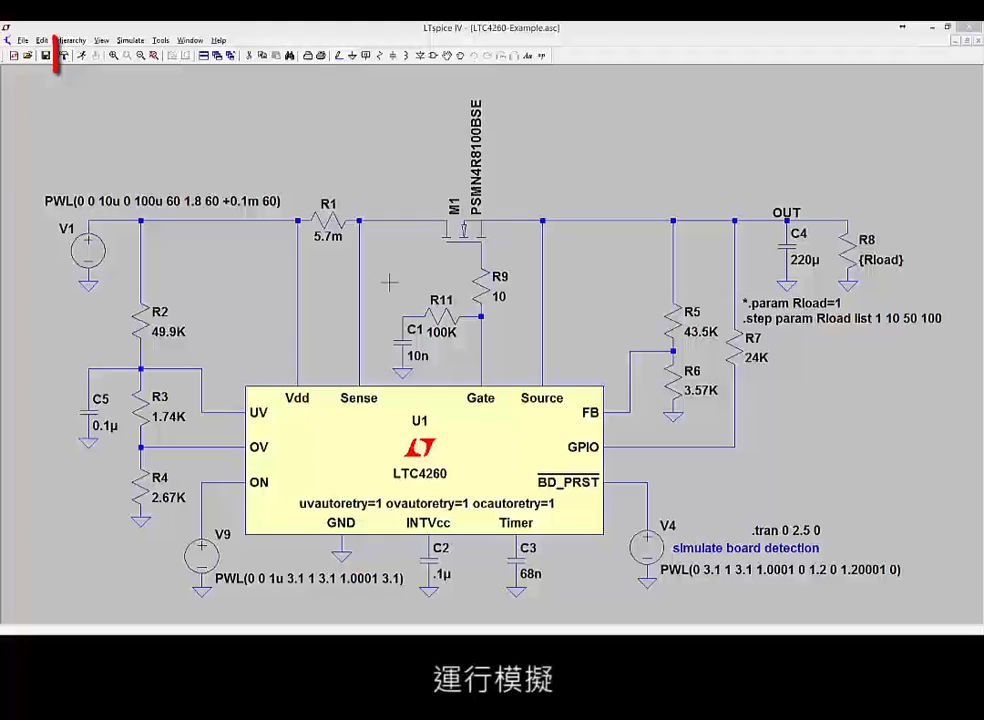 LTspice IV - [LTC4260-Example.asc]
File Edit Hierarchy View Simulate Tools Window Help
PWL(0 0 10u 0 100u 60 1.8 60 +0.1m 60)
V1
R1
5.7m
M1
PSMN4R8100BSE
OUT
C4
220µ
R8
{Rload}
R9
10
R11
100K
C1
10n
R2
49.9K
*.param Rload=1
.step param Rload list 1 10 50 100
R5
43.5K
R7
24K
R6
3.57K
C5
0.1µ
R3
1.74K
R4
2.67K
Vdd Sense Gate Source
UV
OV
ON
U1
LTC4260
FB
GPIO
BD_PRST
uvautoretry=1 ovautoretry=1 ocautoretry=1
GND INTVcc Timer
V9
PWL(0 0 1u 3.1 1 3.1 1.0001 3.1)
C2
.1µ
C3
68n
V4
.tran 0 2.5 0
simulate board detection
PWL(0 3.1 1 3.1 1.0001 0 1.2 0 1.20001 0)
運行模擬